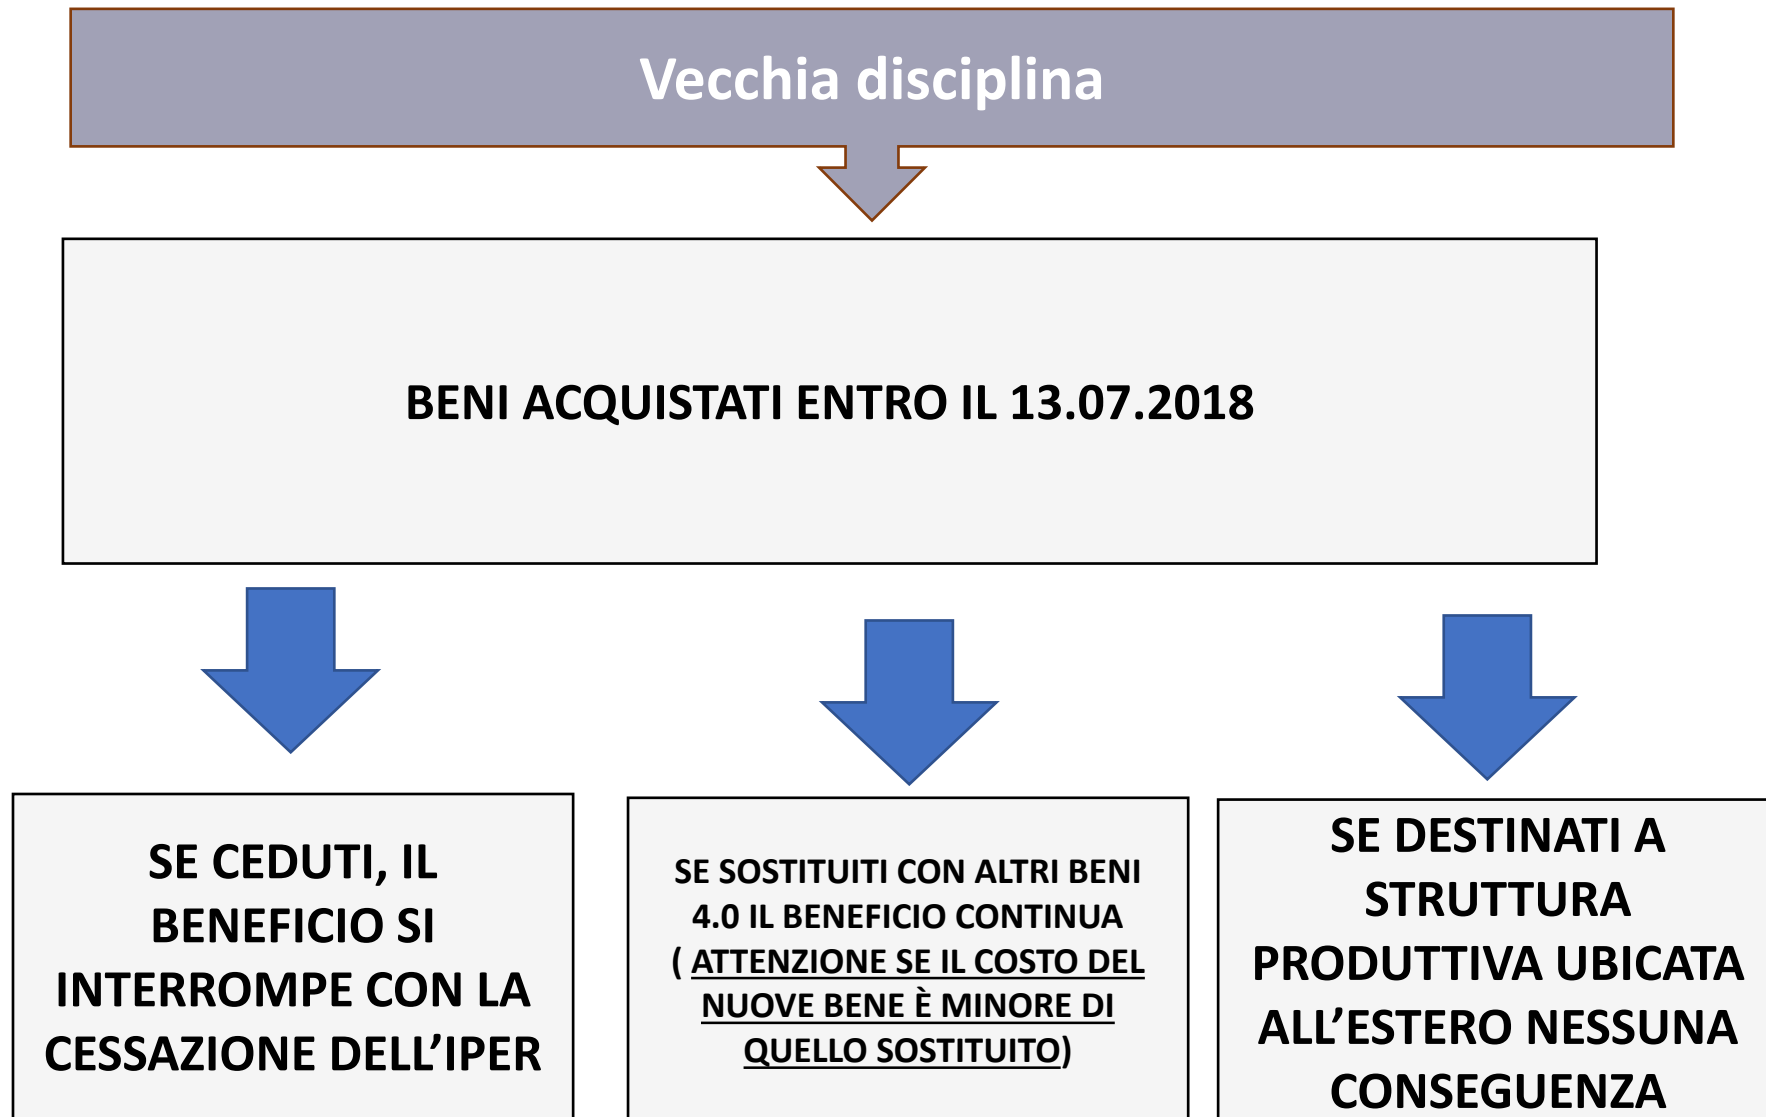 Vecchia disciplina
BENI ACQUISTATI ENTRO IL 13.07.2018
SE CEDUTI, IL
BENEFICIO SI
INTERROMPE CON LA
CESSAZIONE DELL’IPER
SE SOSTITUITI CON ALTRI BENI
4.0 IL BENEFICIO CONTINUA
( ATTENZIONE SE IL COSTO DEL
NUOVE BENE È MINORE DI
QUELLO SOSTITUITO)
SE DESTINATI A
STRUTTURA
PRODUTTIVA UBICATA
ALL’ESTERO NESSUNA
CONSEGUENZA